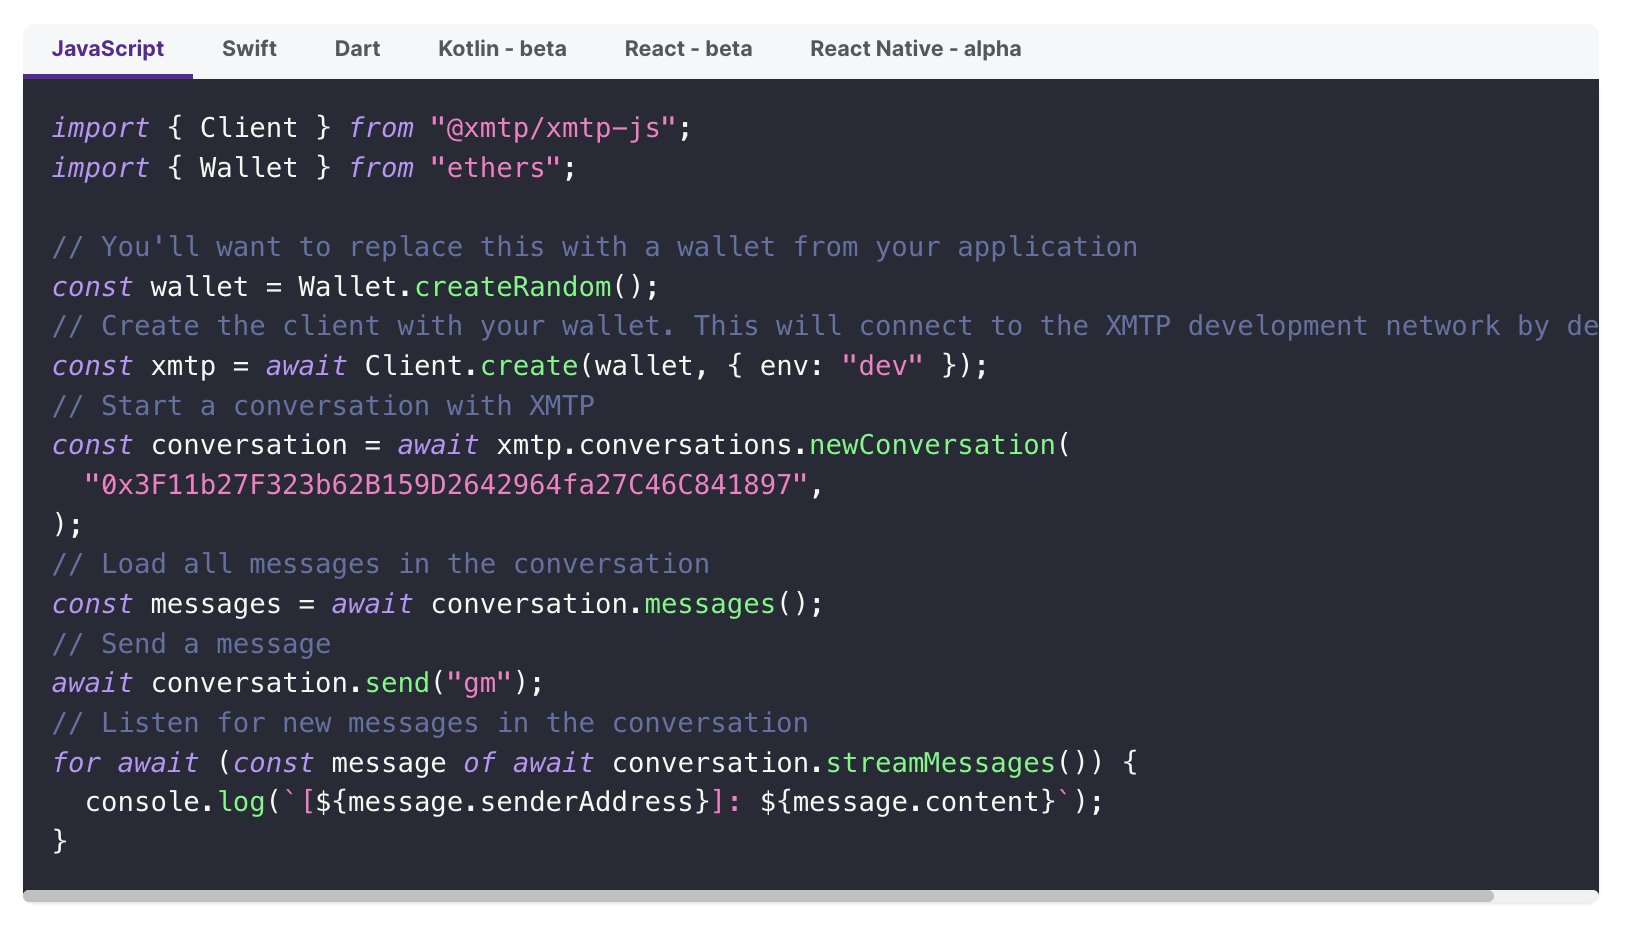 JavaScript Swift Dart Kotlin - beta React - beta React Native - alpha
import { Client } from "@xmtp/xmtp-js";
import { Wallet } from "ethers";
// You'll want to replace this with a wallet from your application
const wallet = Wallet.createRandom();
// Create the client with your wallet. This will connect to the XMTP development network by de
const xmtp = await Client.create(wallet, { env: "dev" });
// Start a conversation with XMTP
const conversation = await xmtp.conversations.newConversation(
  "0x3F11b27F323b62B159D2642964fa27C46C841897",
);
// Load all messages in the conversation
const messages = await conversation.messages();
// Send a message
await conversation.send("gm");
// Listen for new messages in the conversation
for await (const message of await conversation.streamMessages()) {
  console.log(`[${message.senderAddress}]: ${message.content}`);
}